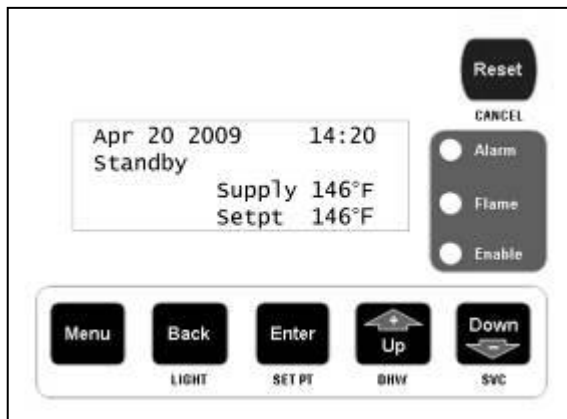 Reset
CANCEL
Apr 20 2009 14:20
Standby
Supply 146°F
Setpt 146°F
Alarm
Flame
Enable
Menu
Back
Enter
+
Up
Down
–
LIGHT
SET PT
DHW
SVC